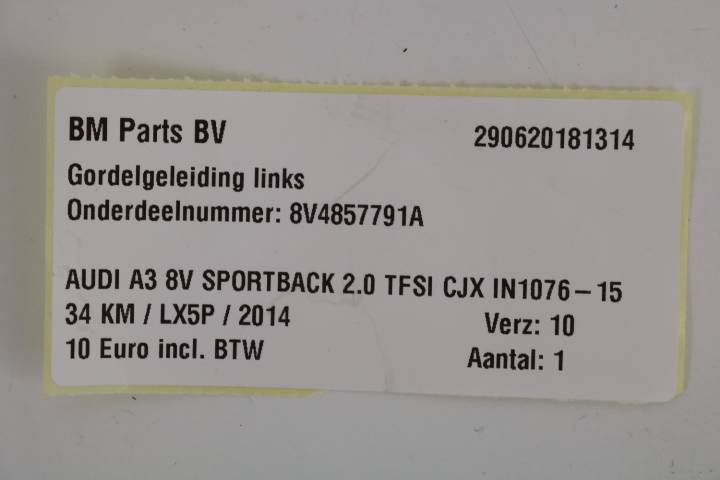 BM Parts BV 290620181314
Gordelgeleiding links
Onderdeelnummer: 8V4857791A
AUDI A3 8V SPORTBACK 2.0 TFSI CJX IN1076-15
34 KM / LX5P / 2014 Verz: 10
10 Euro incl. BTW Aantal: 1